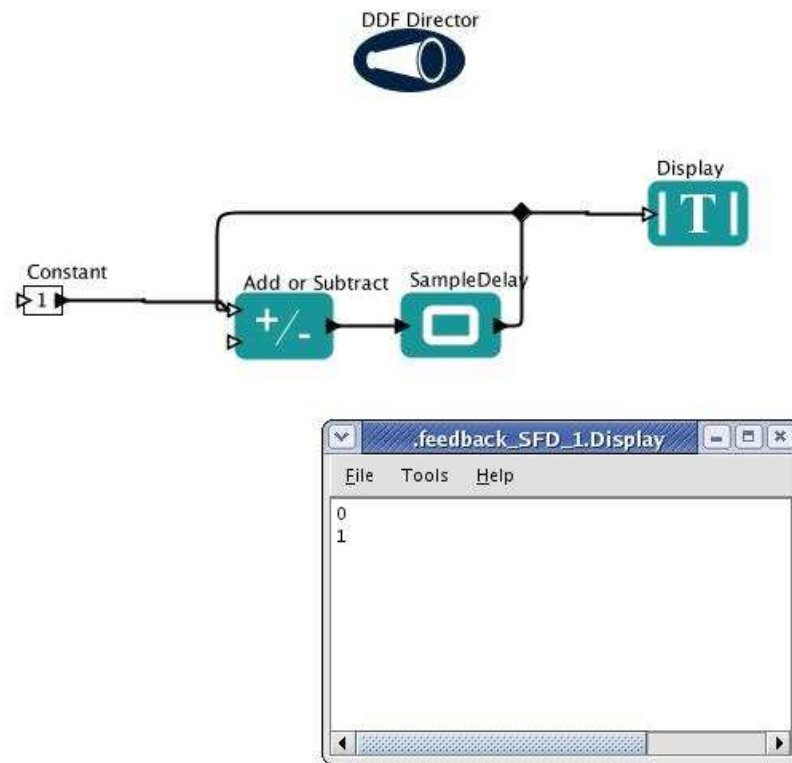 DDF Director
Display
T
Constant
1
Add or Subtract
+/-
SampleDelay
.feedback_SFD_1.Display
File Tools Help
0
1